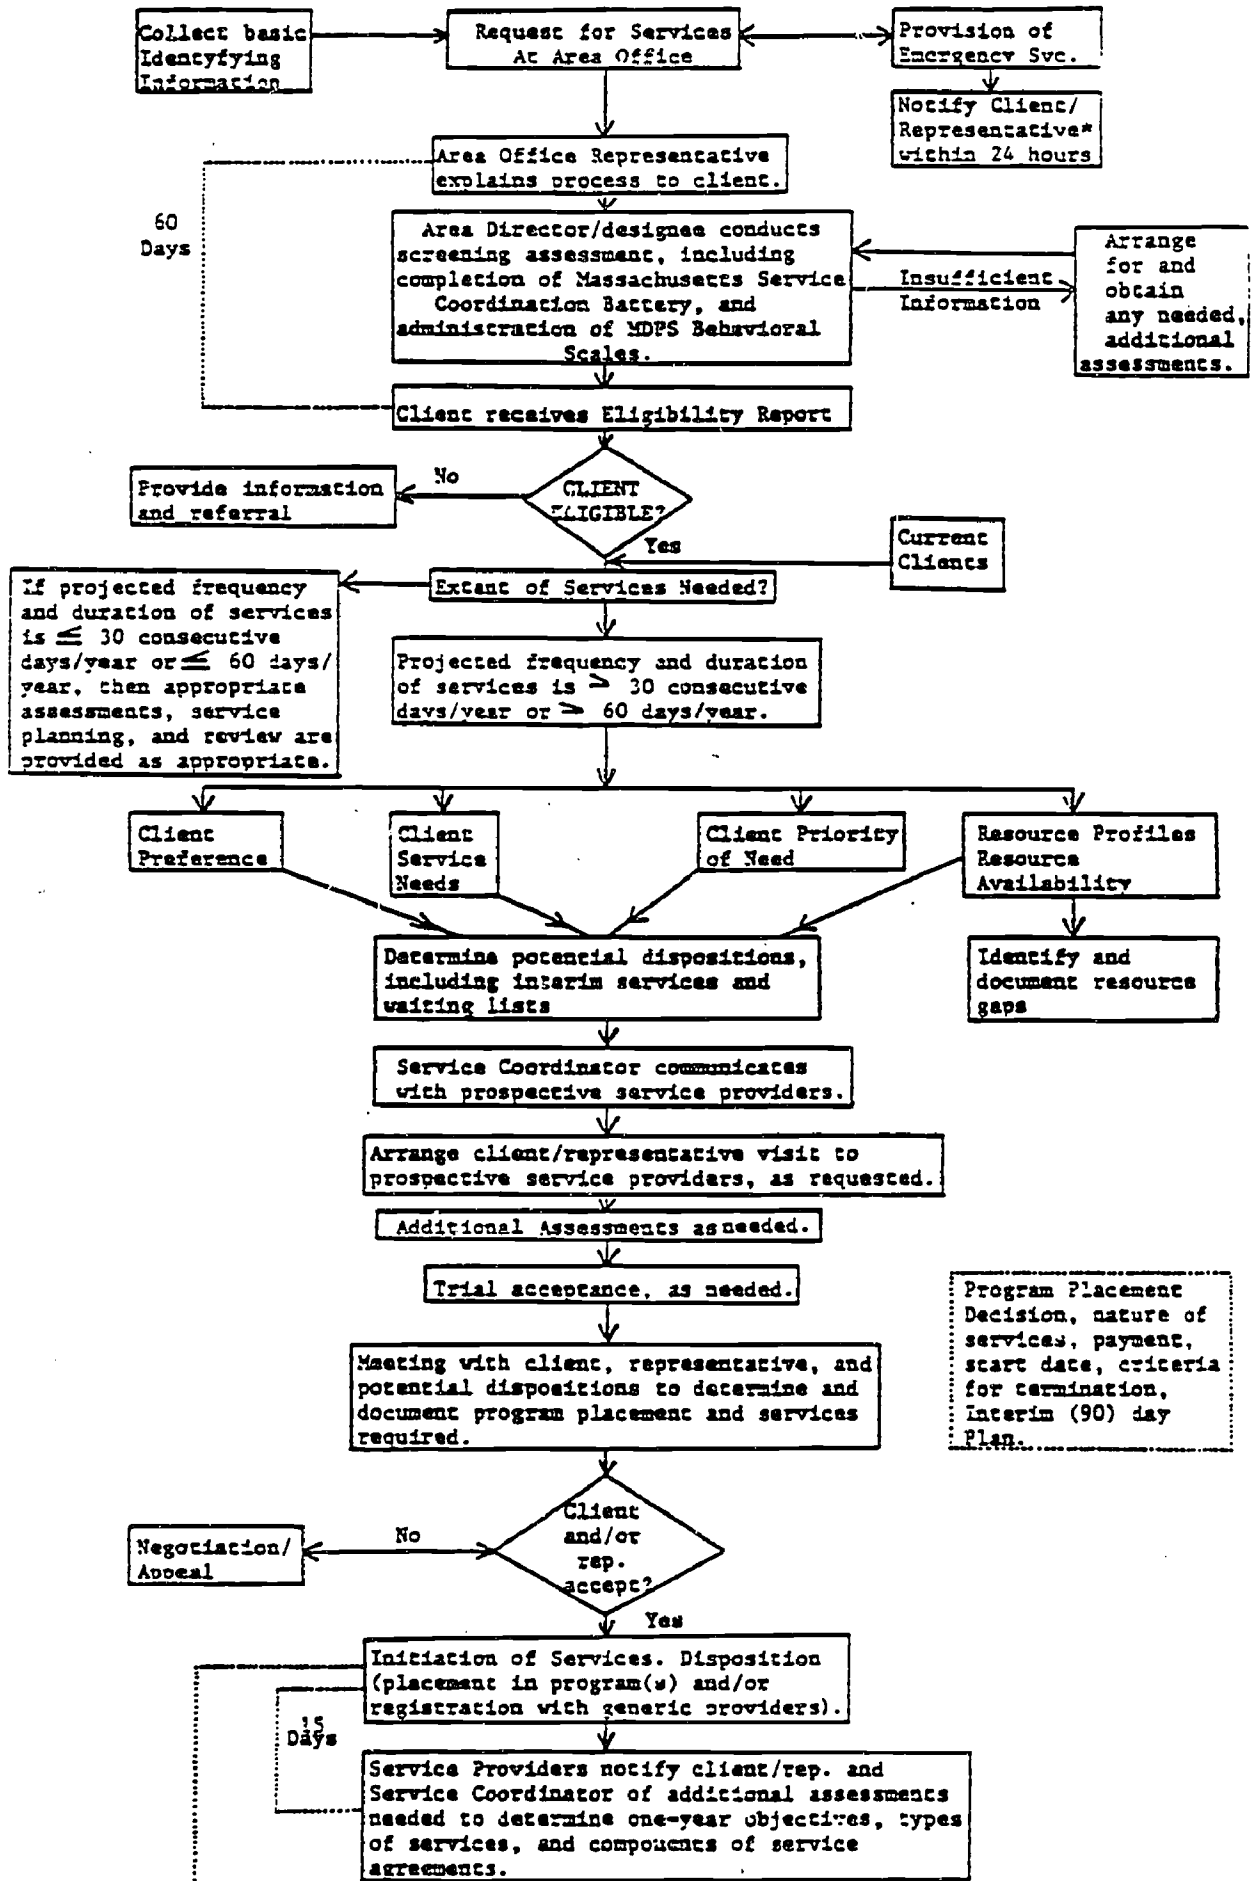 Collect basic
Identyfying
Information
Request for Services
At Area Office
Provision of
Emergency Svc.
Notify Client/
Representative*
within 24 hours
Area Office Representative
explains process to client.
60
Days
Area Director/designee conducts
screening assessment, including
completion of Massachusetts Service
Coordination Battery, and
administration of MDPS Behavioral
Scales.
Insufficient
Information
Arrange
for and
obtain
any needed,
additional
assessments.
Client receives Eligibility Report
CLIENT
ELIGIBLE?
No
Provide information
and referral
Yes
Current
Clients
Extant of Services Needed?
If projected frequency
and duration of services
is ≤ 30 consecutive
days/year or ≤ 60 days/
year, then appropriate
assessments, service
planning, and review are
provided as appropriate.
Projected frequency and duration
of services is > 30 consecutive
days/year or > 60 days/year.
Client
Preference
Client
Service
Needs
Client Priority
of Need
Resource Profiles
Resource
Availability
Determine potential dispositions,
including interim services and
waiting lists
Identify and
document resource
gaps
Service Coordinator communicates
with prospective service providers.
Arrange client/representative visit to
prospective service providers, as requested.
Additional Assessments as needed.
Trial acceptance, as needed.
Program Placement
Decision, nature of
services, payment,
start date, criteria
for termination,
Interim (90) day
Plan.
Meeting with client, representative, and
potential dispositions to determine and
document program placement and services
required.
Client
and/or
rep.
accept?
No
Negotiation/
Appeal
Yes
Initiation of Services. Disposition
(placement in program(s) and/or
registration with generic providers).
15
Days
Service Providers notify client/rep. and
Service Coordinator of additional assessments
needed to determine one-year objectives, types
of services, and components of service
agreements.